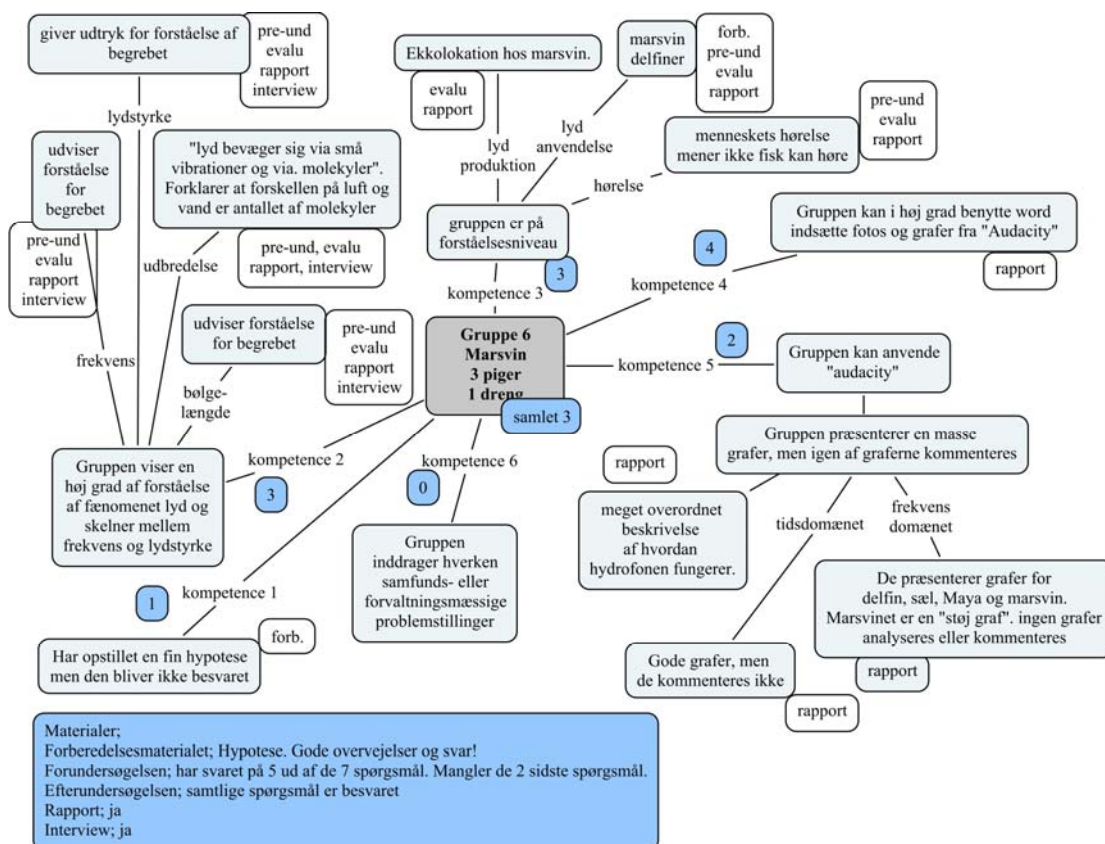 giver udtryk for forståelse af
begrebet
pre-und
evalu
rapport
interview
lydstyrke
udviser
forståelse
for
begrebet
pre-und
evalu
rapport
interview
frekvens
"lyd bevæger sig via små
vibrationer og via. molekyler".
Forklarer at forskellen på luft og
vand er antallet af molekyler
pre-und, evalu
rapport, interview
udbredelse
udviser forståelse
for begrebet
pre-und
evalu
rapport
interview
bølge-
længde
Gruppen viser en
høj grad af forståelse
af fænomenet lyd og
skelner mellem
frekvens og lydstyrke
kompetence 2
3
Ekkolokation hos marsvin.
evalu
rapport
lyd
produktion
marsvin
delfiner
forb.
pre-und
evalu
rapport
lyd
anvendelse
menneskets hørelse
mener ikke fisk kan høre
pre-und
evalu
rapport
hørelse
gruppen er på
forståelsesniveau
3
kompetence 3
Gruppen kan i høj grad benytte word
indsætte fotos og grafer fra "Audacity"
rapport
4
kompetence 4
Gruppe 6
Marsvin
3 piger
1 dreng
samlet 3
2
kompetence 5
Gruppen kan anvende
"audacity"
Gruppen præsenterer en masse
grafer, men igen af graferne kommenteres
rapport
meget overordnet
beskrivelse
af hvordan
hydrofonen fungerer.
tidsdomænet
frekvens
domænet
De præsenterer grafer for
delfin, sæl, Maya og marsvin.
Marsvinet er en "støj graf". ingen grafer
analyseres eller kommenteres
rapport
Gode grafer, men
de kommenteres ikke
rapport
kompetence 6
0
Gruppen
inddrager hverken
samfunds- eller
forvaltningsmæssige
problemstillinger
kompetence 1
1
forb.
Har opstillet en fin hypotese
men den bliver ikke besvaret
Materialer;
Forberedelsesmaterialet; Hypotese. Gode overvejelser og svar!
Forundersøgelsen; har svaret på 5 ud af de 7 spørgsmål. Mangler de 2 sidste spørgsmål.
Efterundersøgelsen; samtlige spørgsmål er besvaret
Rapport; ja
Interview; ja